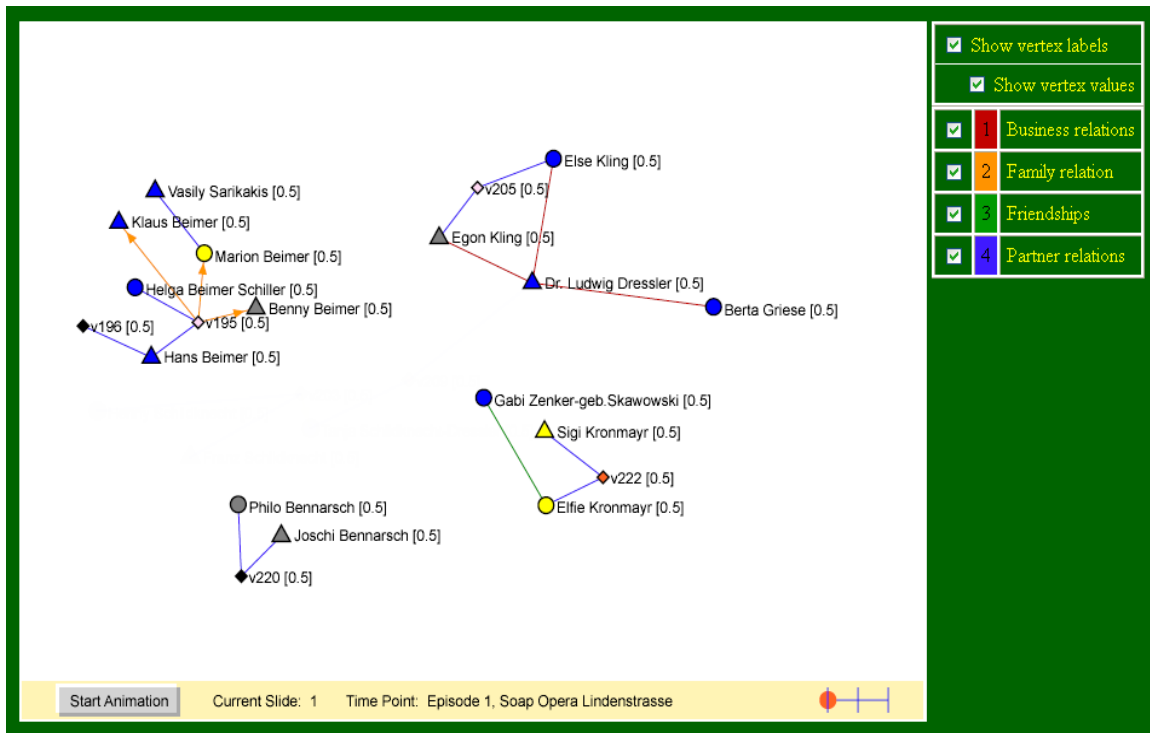 Show vertex labels
Show vertex values
1 Business relations
2 Family relation
3 Friendships
4 Partner relations
Else Kling [0.5]
v205 [0.5]
Vasily Sarikakis [0.5]
Klaus Beimer [0.5]
Egon Kling [0.5]
Marion Beimer [0.5]
Dr. Ludwig Dressler [0.5]
Helga Beimer Schiller [0.5]
Benny Beimer [0.5]
Berta Griese [0.5]
v195 [0.5]
v196 [0.5]
Hans Beimer [0.5]
Gabi Zenker-geb.Skawowski [0.5]
Sigi Kronmayr [0.5]
v222 [0.5]
Philo Bennarsch [0.5]
Elfie Kronmayr [0.5]
Joschi Bennarsch [0.5]
v220 [0.5]
Start Animation Current Slide: 1 Time Point: Episode 1, Soap Opera Lindenstrasse